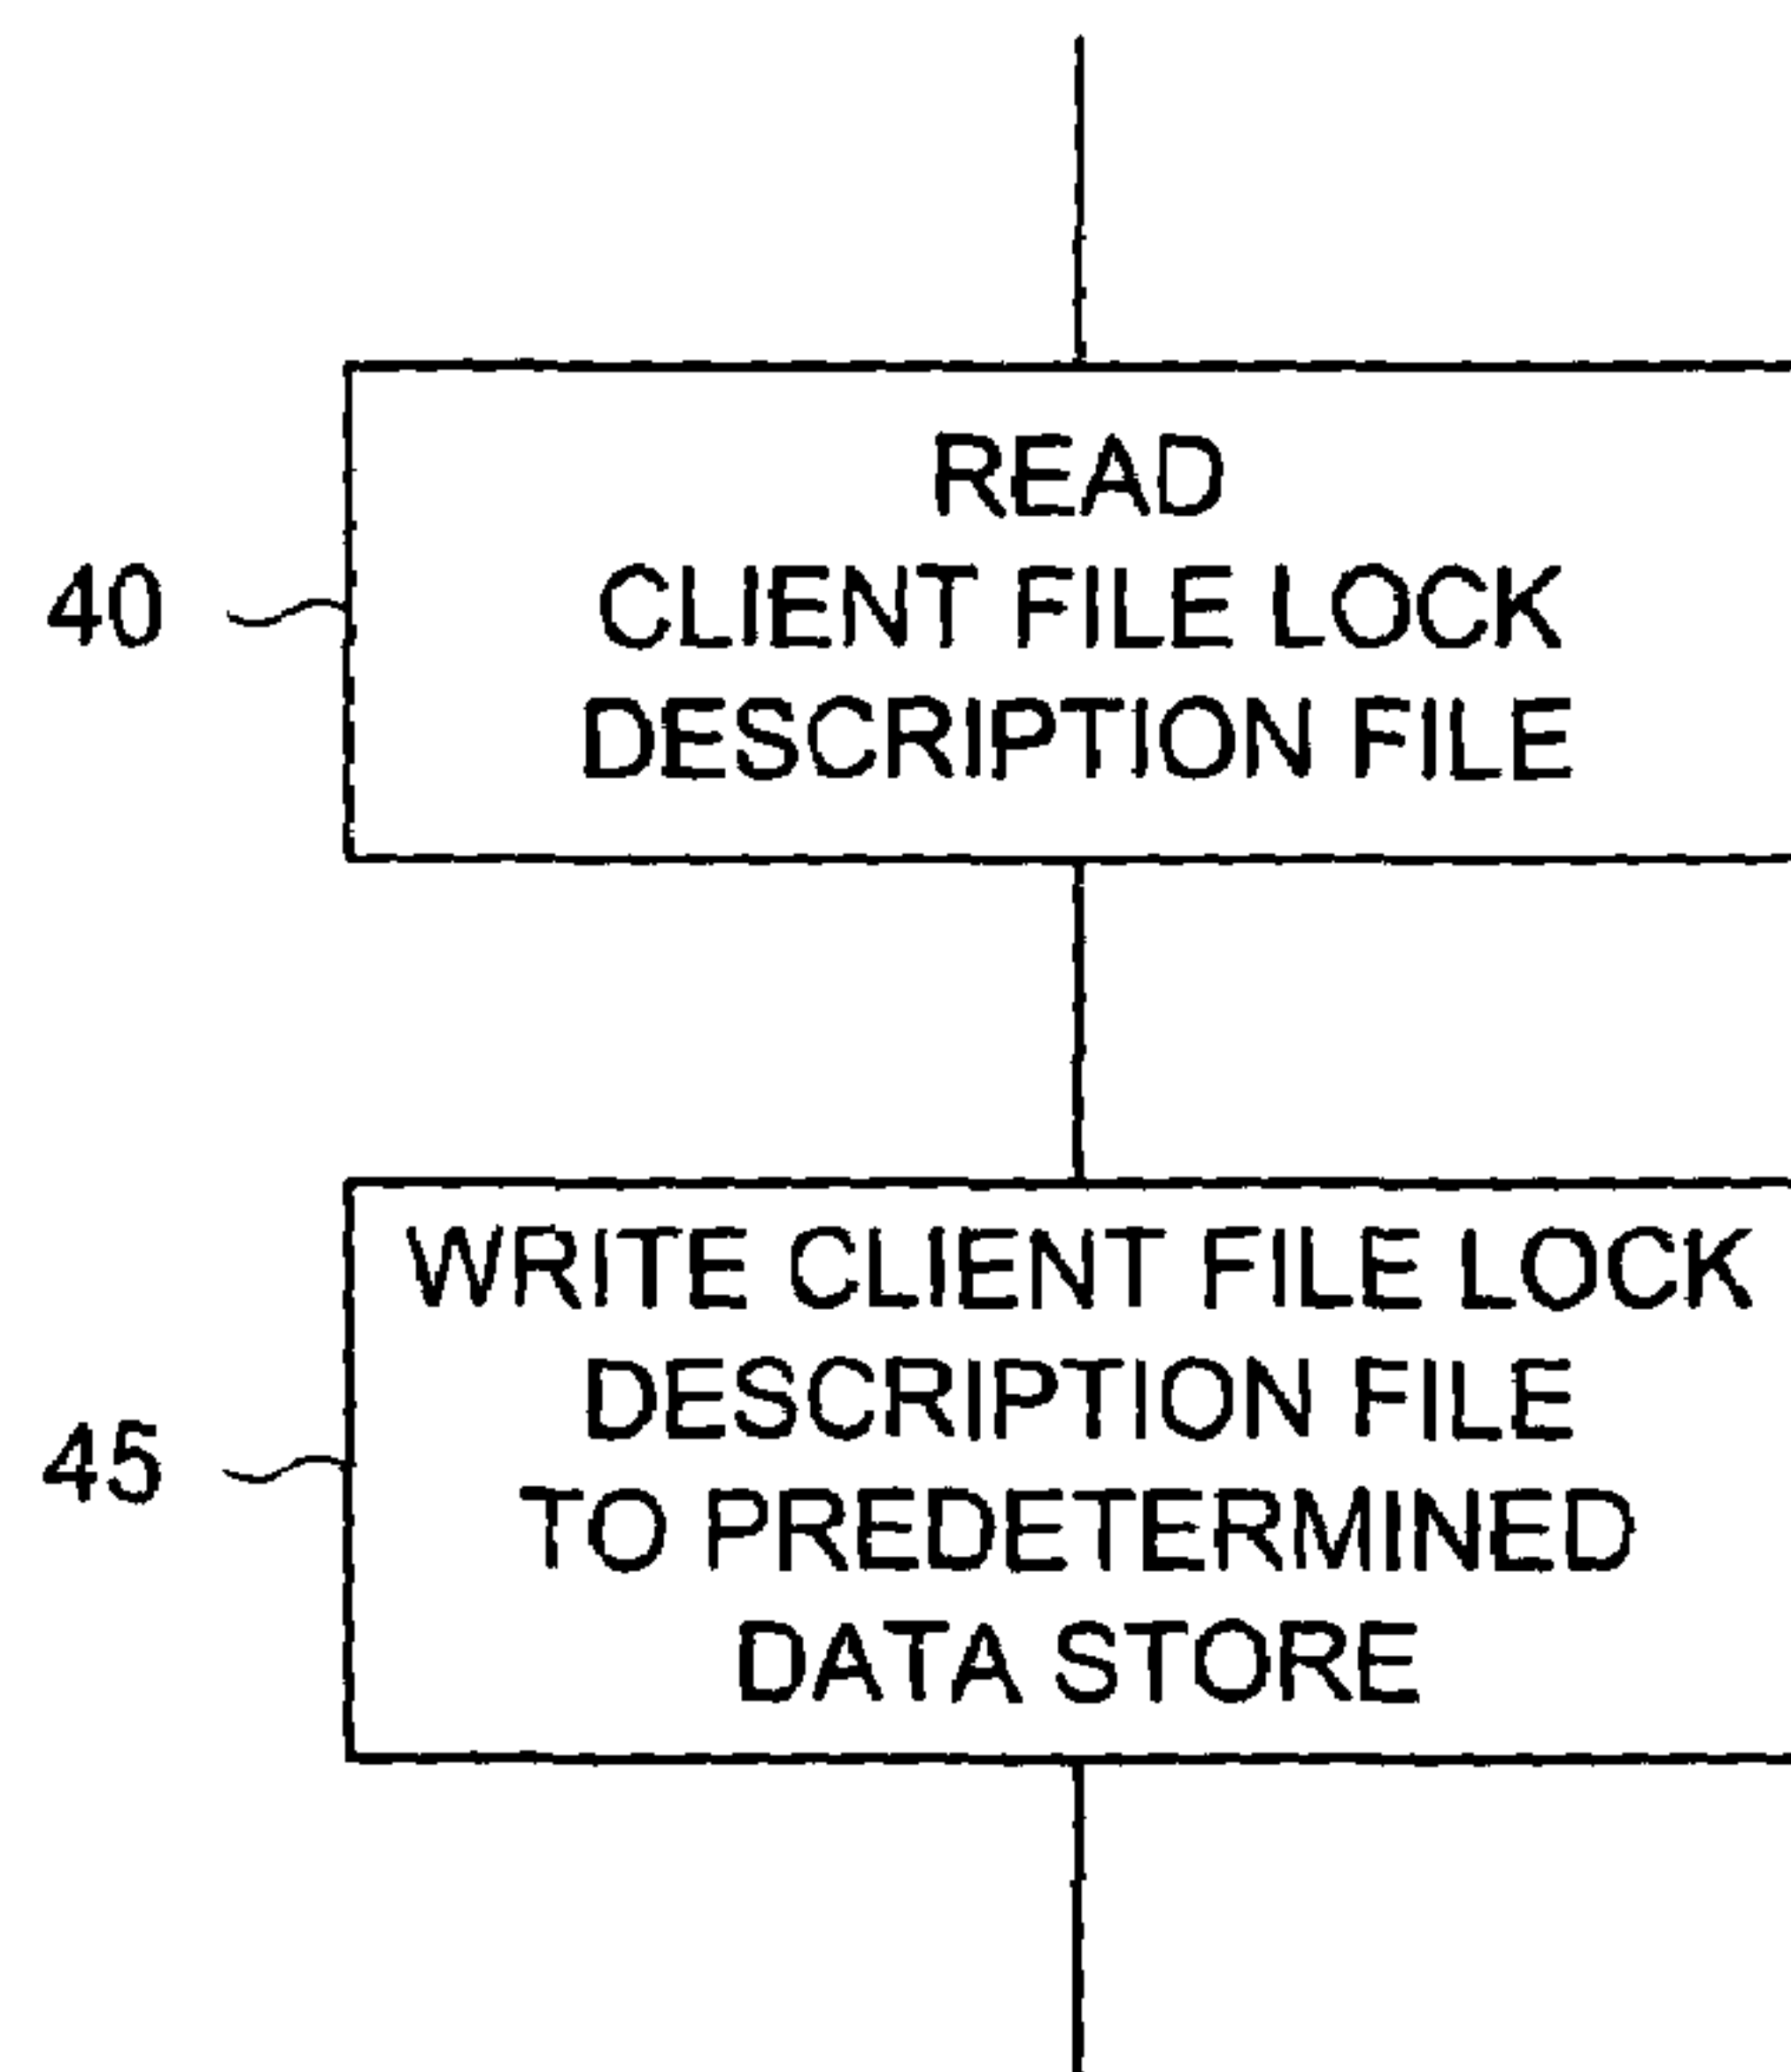 READ
40
CLIENT FILE LOCK
DESCRIPTION FILE
WRITE CLIENT FILE LOCK
DESCRIPTION FILE
45
TO PREDETERMINED
DATA STORE